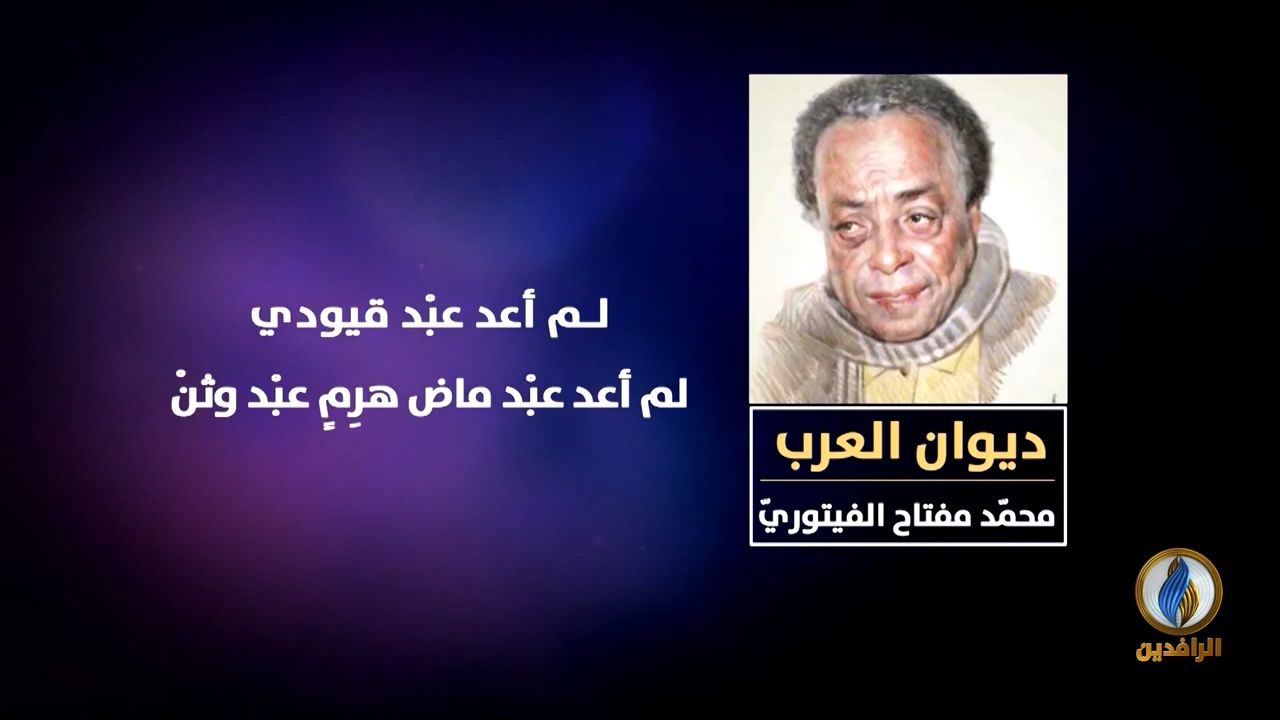 لـم أعد عبْد قيودي
لم أعد عبْد ماض هرِمٍ عبْد وثنْ
ديوان العرب
محمّد مفتاح الفيتوريّ
الرافدين